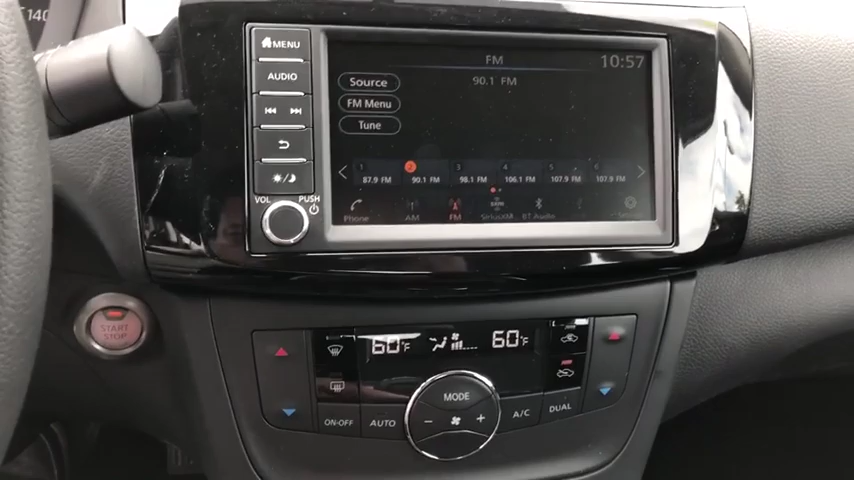 140
MENU
AUDIO
VOL PUSH
FM 10:57
90.1 FM
Source
FM Menu
Tune
1 2 3 4 5 6
87.9 FM 90.1 FM 98.1 FM 106.1 FM 107.9 FM 107.9 FM
Phone AM FM SiriusXM BT Audio
START
STOP
60°F 60°F
MODE
ON·OFF AUTO - + A/C DUAL